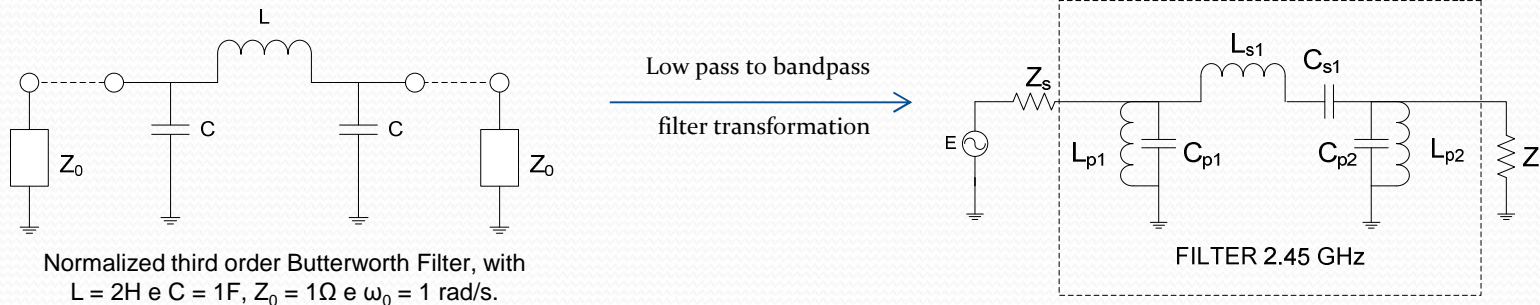 L
C
C
Z₀
Z₀
Normalized third order Butterworth Filter, with
L = 2H e C = 1F, Z₀ = 1Ω e ω₀ = 1 rad/s.
Low pass to bandpass
filter transformation
Lₛ₁
Cₛ₁
Zₛ
E
Lₚ₁
Cₚ₁
Cₚ₂
Lₚ₂
Z
FILTER 2.45 GHz